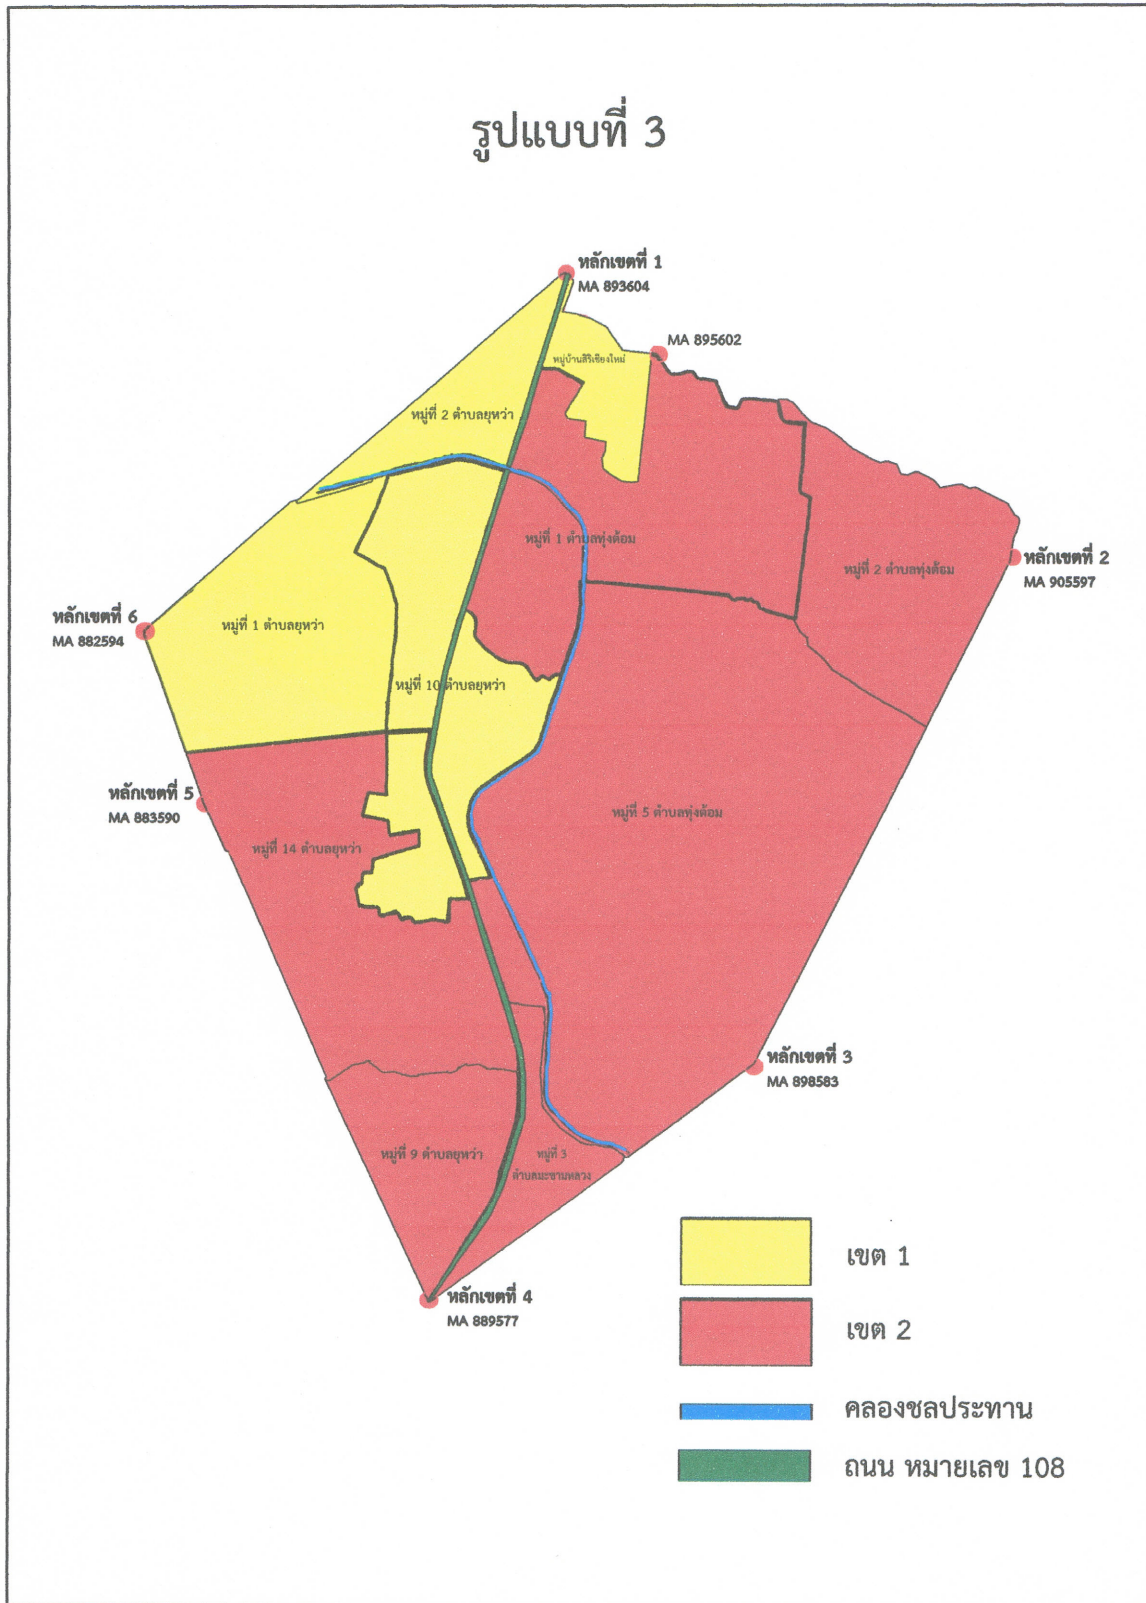 รูปแบบที่ 3
หลักเขตที่ 1
MA 893604
MA 895602
หมู่บ้านสิริเชียงใหม่
หมู่ที่ 2 ตำบลยุหว่า
หมู่ที่ 1 ตำบลทุ่งต้อม
หมู่ที่ 2 ตำบลทุ่งต้อม
หลักเขตที่ 2
MA 905597
หลักเขตที่ 6
MA 882594
หมู่ที่ 1 ตำบลยุหว่า
หมู่ที่ 10 ตำบลยุหว่า
หลักเขตที่ 5
MA 883590
หมู่ที่ 5 ตำบลทุ่งต้อม
หมู่ที่ 14 ตำบลยุหว่า
หลักเขตที่ 3
MA 898583
หมู่ที่ 9 ตำบลยุหว่า
หมู่ที่ 3
ตำบลมะขามหลวง
หลักเขตที่ 4
MA 889577
เขต 1
เขต 2
คลองชลประทาน
ถนน หมายเลข 108